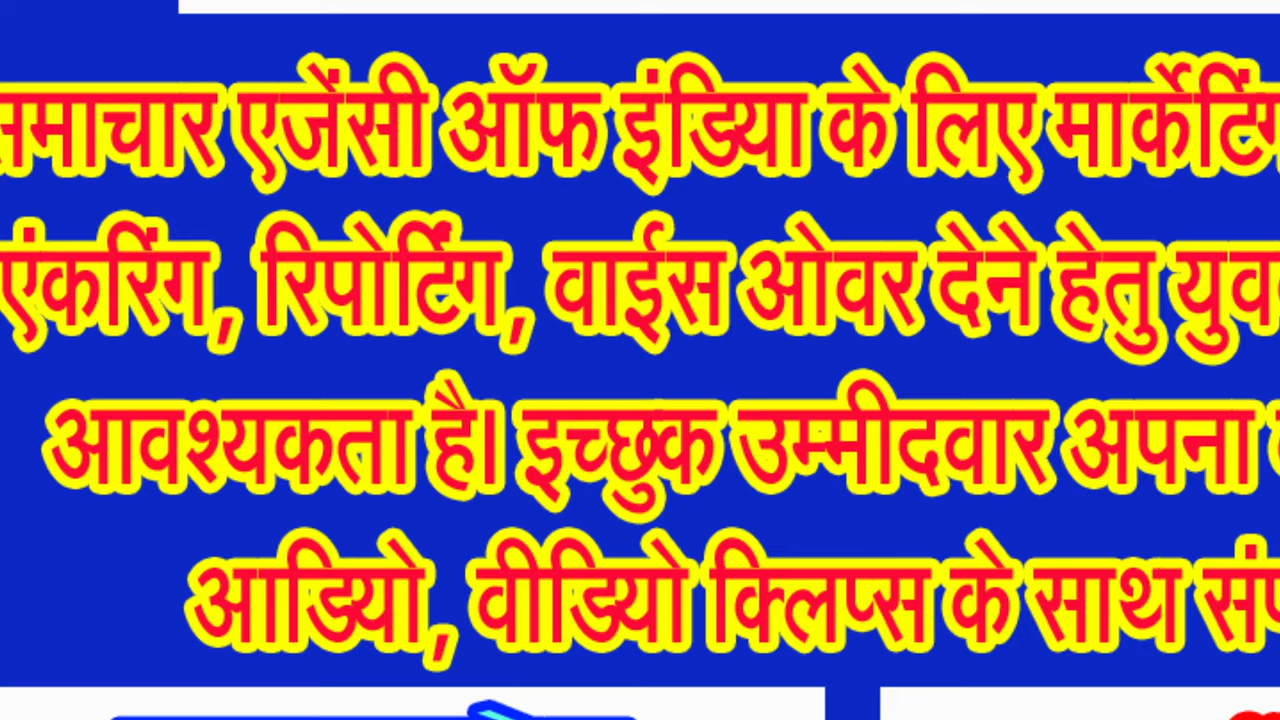 समाचार एजेंसी ऑफ इंडिया के लिए मार्केटिंग
एंकरिंग, रिपोर्टिंग, वाईस ओवर देने हेतु
आवश्यकता है। इच्छुक उम्मीदवार अपना
आडियो, वीडियो क्लिप्स के साथ